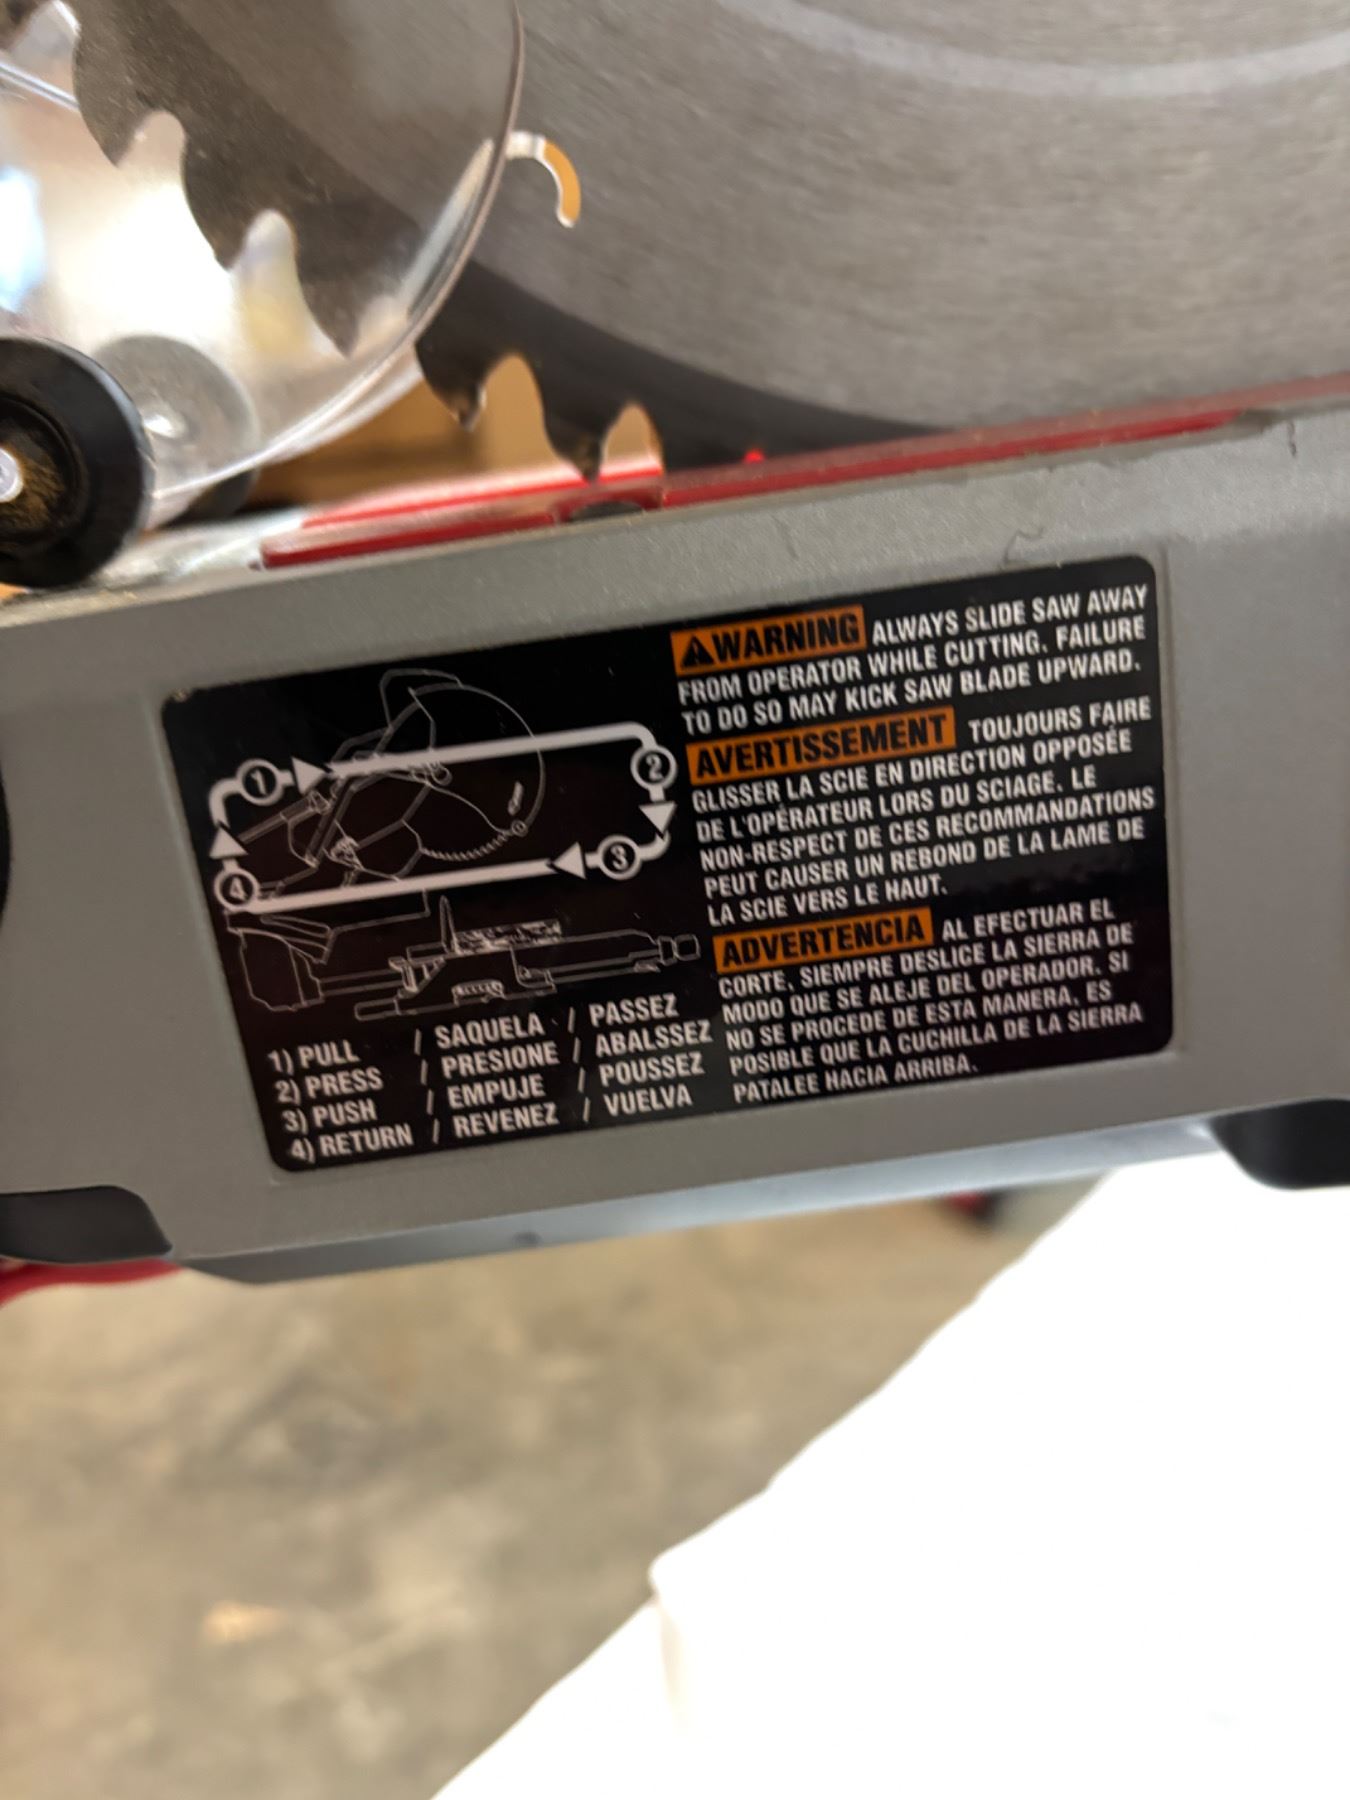 1
2
3
4
1) PULL / SAQUELA / PASSEZ
2) PRESS / PRESIONE / ABALSSEZ
3) PUSH / EMPUJE / POUSSEZ
4) RETURN / REVENEZ / VUELVA
WARNING ALWAYS SLIDE SAW AWAY
FROM OPERATOR WHILE CUTTING. FAILURE
TO DO SO MAY KICK SAW BLADE UPWARD.
AVERTISSEMENT TOUJOURS FAIRE
GLISSER LA SCIE EN DIRECTION OPPOSÉE
DE L'OPÉRATEUR LORS DU SCIAGE. LE
NON-RESPECT DE CES RECOMMANDATIONS
PEUT CAUSER UN REBOND DE LA LAME DE
LA SCIE VERS LE HAUT.
ADVERTENCIA AL EFECTUAR EL
CORTE, SIEMPRE DESLICE LA SIERRA DE
MODO QUE SE ALEJE DEL OPERADOR. SI
NO SE PROCEDE DE ESTA MANERA, ES
POSIBLE QUE LA CUCHILLA DE LA SIERRA
PATALEE HACIA ARRIBA.